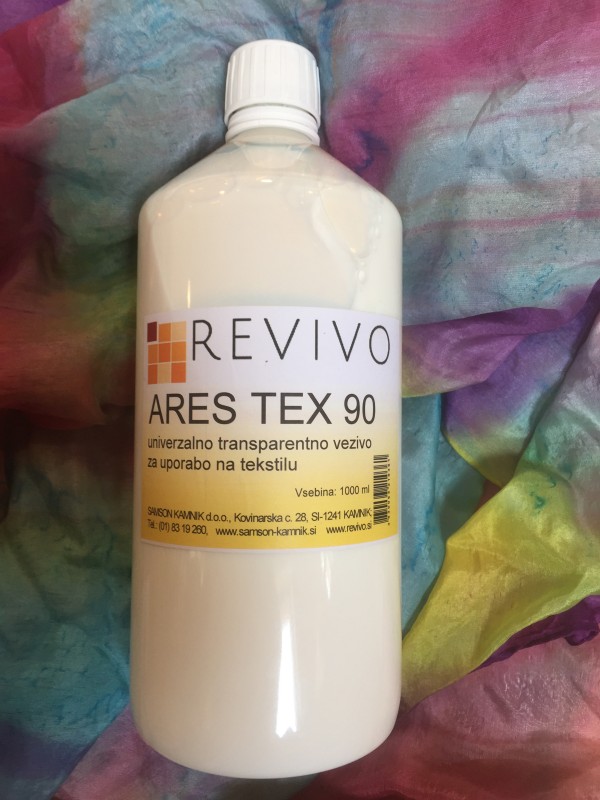 REVIVO
ARES TEX 90
univerzalno transparentno vezivo
za uporabo na tekstilu
Vsebina: 1000 ml
SAMSON KAMNIK d.o.o., Kovinarska c. 28, SI-1241 KAMNIK
Tel.: (01) 83 19 260, www.samson-kamnik.si www.revivo.si